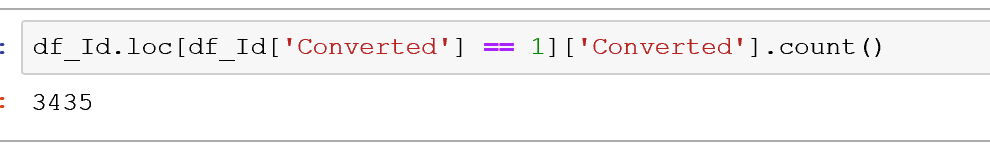 : df_Id.loc[df_Id['Converted'] == 1]['Converted'].count()
: 3435